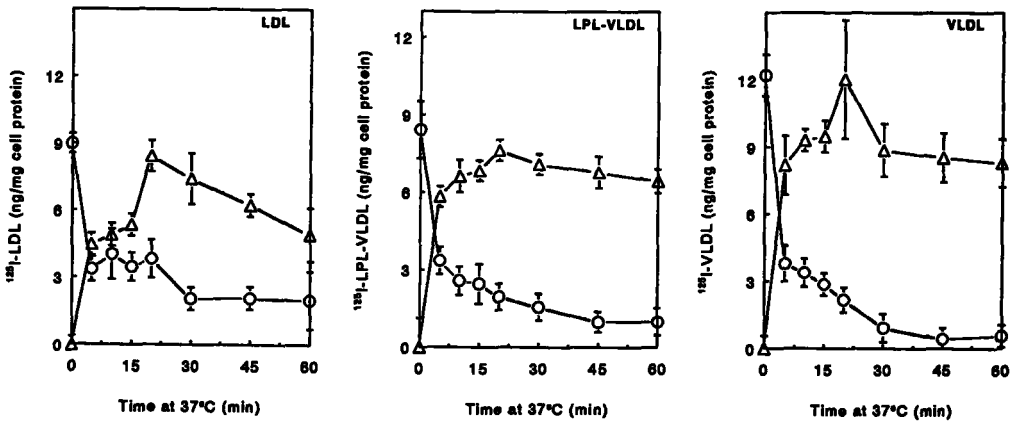 LDL
12
9
6
3
0
0 15 30 45 60
¹²⁵I-LDL (ng/mg cell protein)
Time at 37°C (min)
LPL-VLDL
12
9
6
3
0
0 15 30 45 60
¹²⁵I-LPL-VLDL (ng/mg cell protein)
Time at 37°C (min)
VLDL
12
9
6
3
0
0 15 30 45 60
¹²⁵I-VLDL (ng/mg cell protein)
Time at 37°C (min)